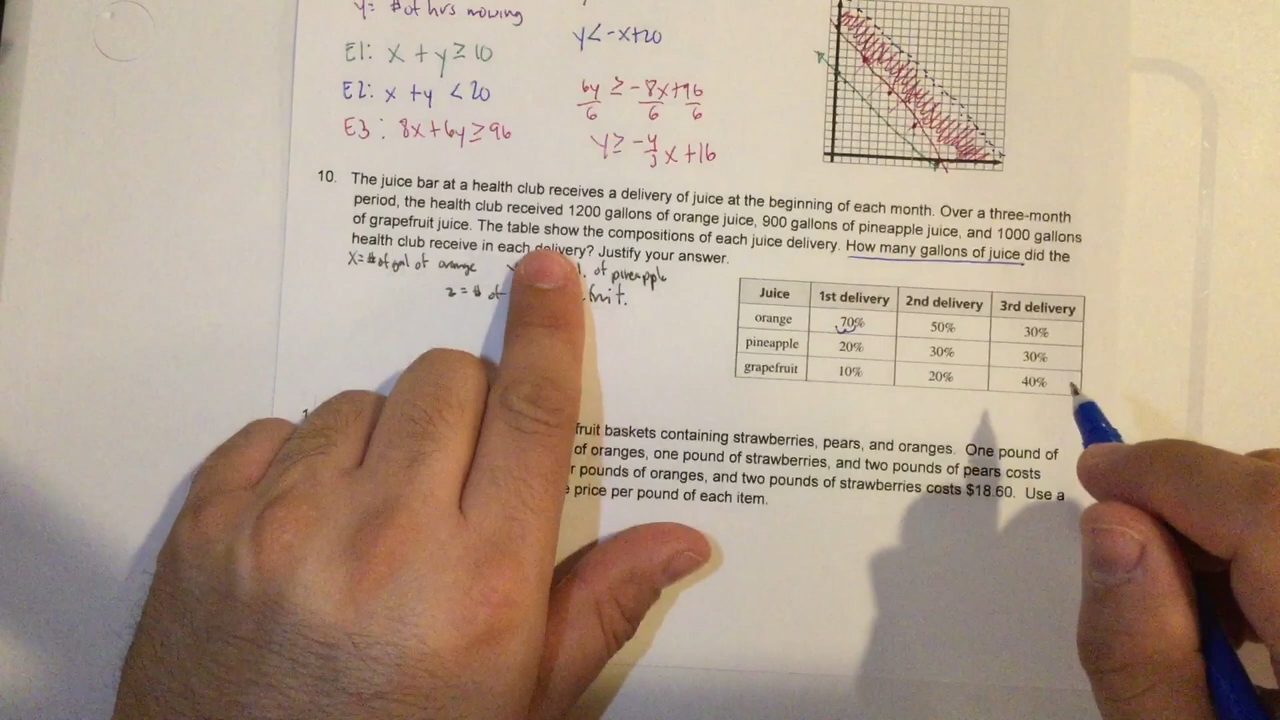 y= # of hrs mowing
y<-x+20
E1: x + y ≥ 10
E2: x + y < 20
6y ≥ -8x+96
6 6 6
E3: 8x+6y≥96
y≥ -4/3 x +16
10. The juice bar at a health club receives a delivery of juice at the beginning of each month. Over a three-month
period, the health club received 1200 gallons of orange juice, 900 gallons of pineapple juice, and 1000 gallons
of grapefruit juice. The table show the compositions of each juice delivery. How many gallons of juice did the
health club receive in each delivery? Justify your answer.
x= # of gal of orange
of pineapple
z = # of
fruit.
Juice 1st delivery 2nd delivery 3rd delivery
orange 70% 50% 30%
pineapple 20% 30% 30%
grapefruit 10% 20% 40%
1
fruit baskets containing strawberries, pears, and oranges. One pound of
of oranges, one pound of strawberries, and two pounds of pears costs
r pounds of oranges, and two pounds of strawberries costs $18.60. Use a
e price per pound of each item.